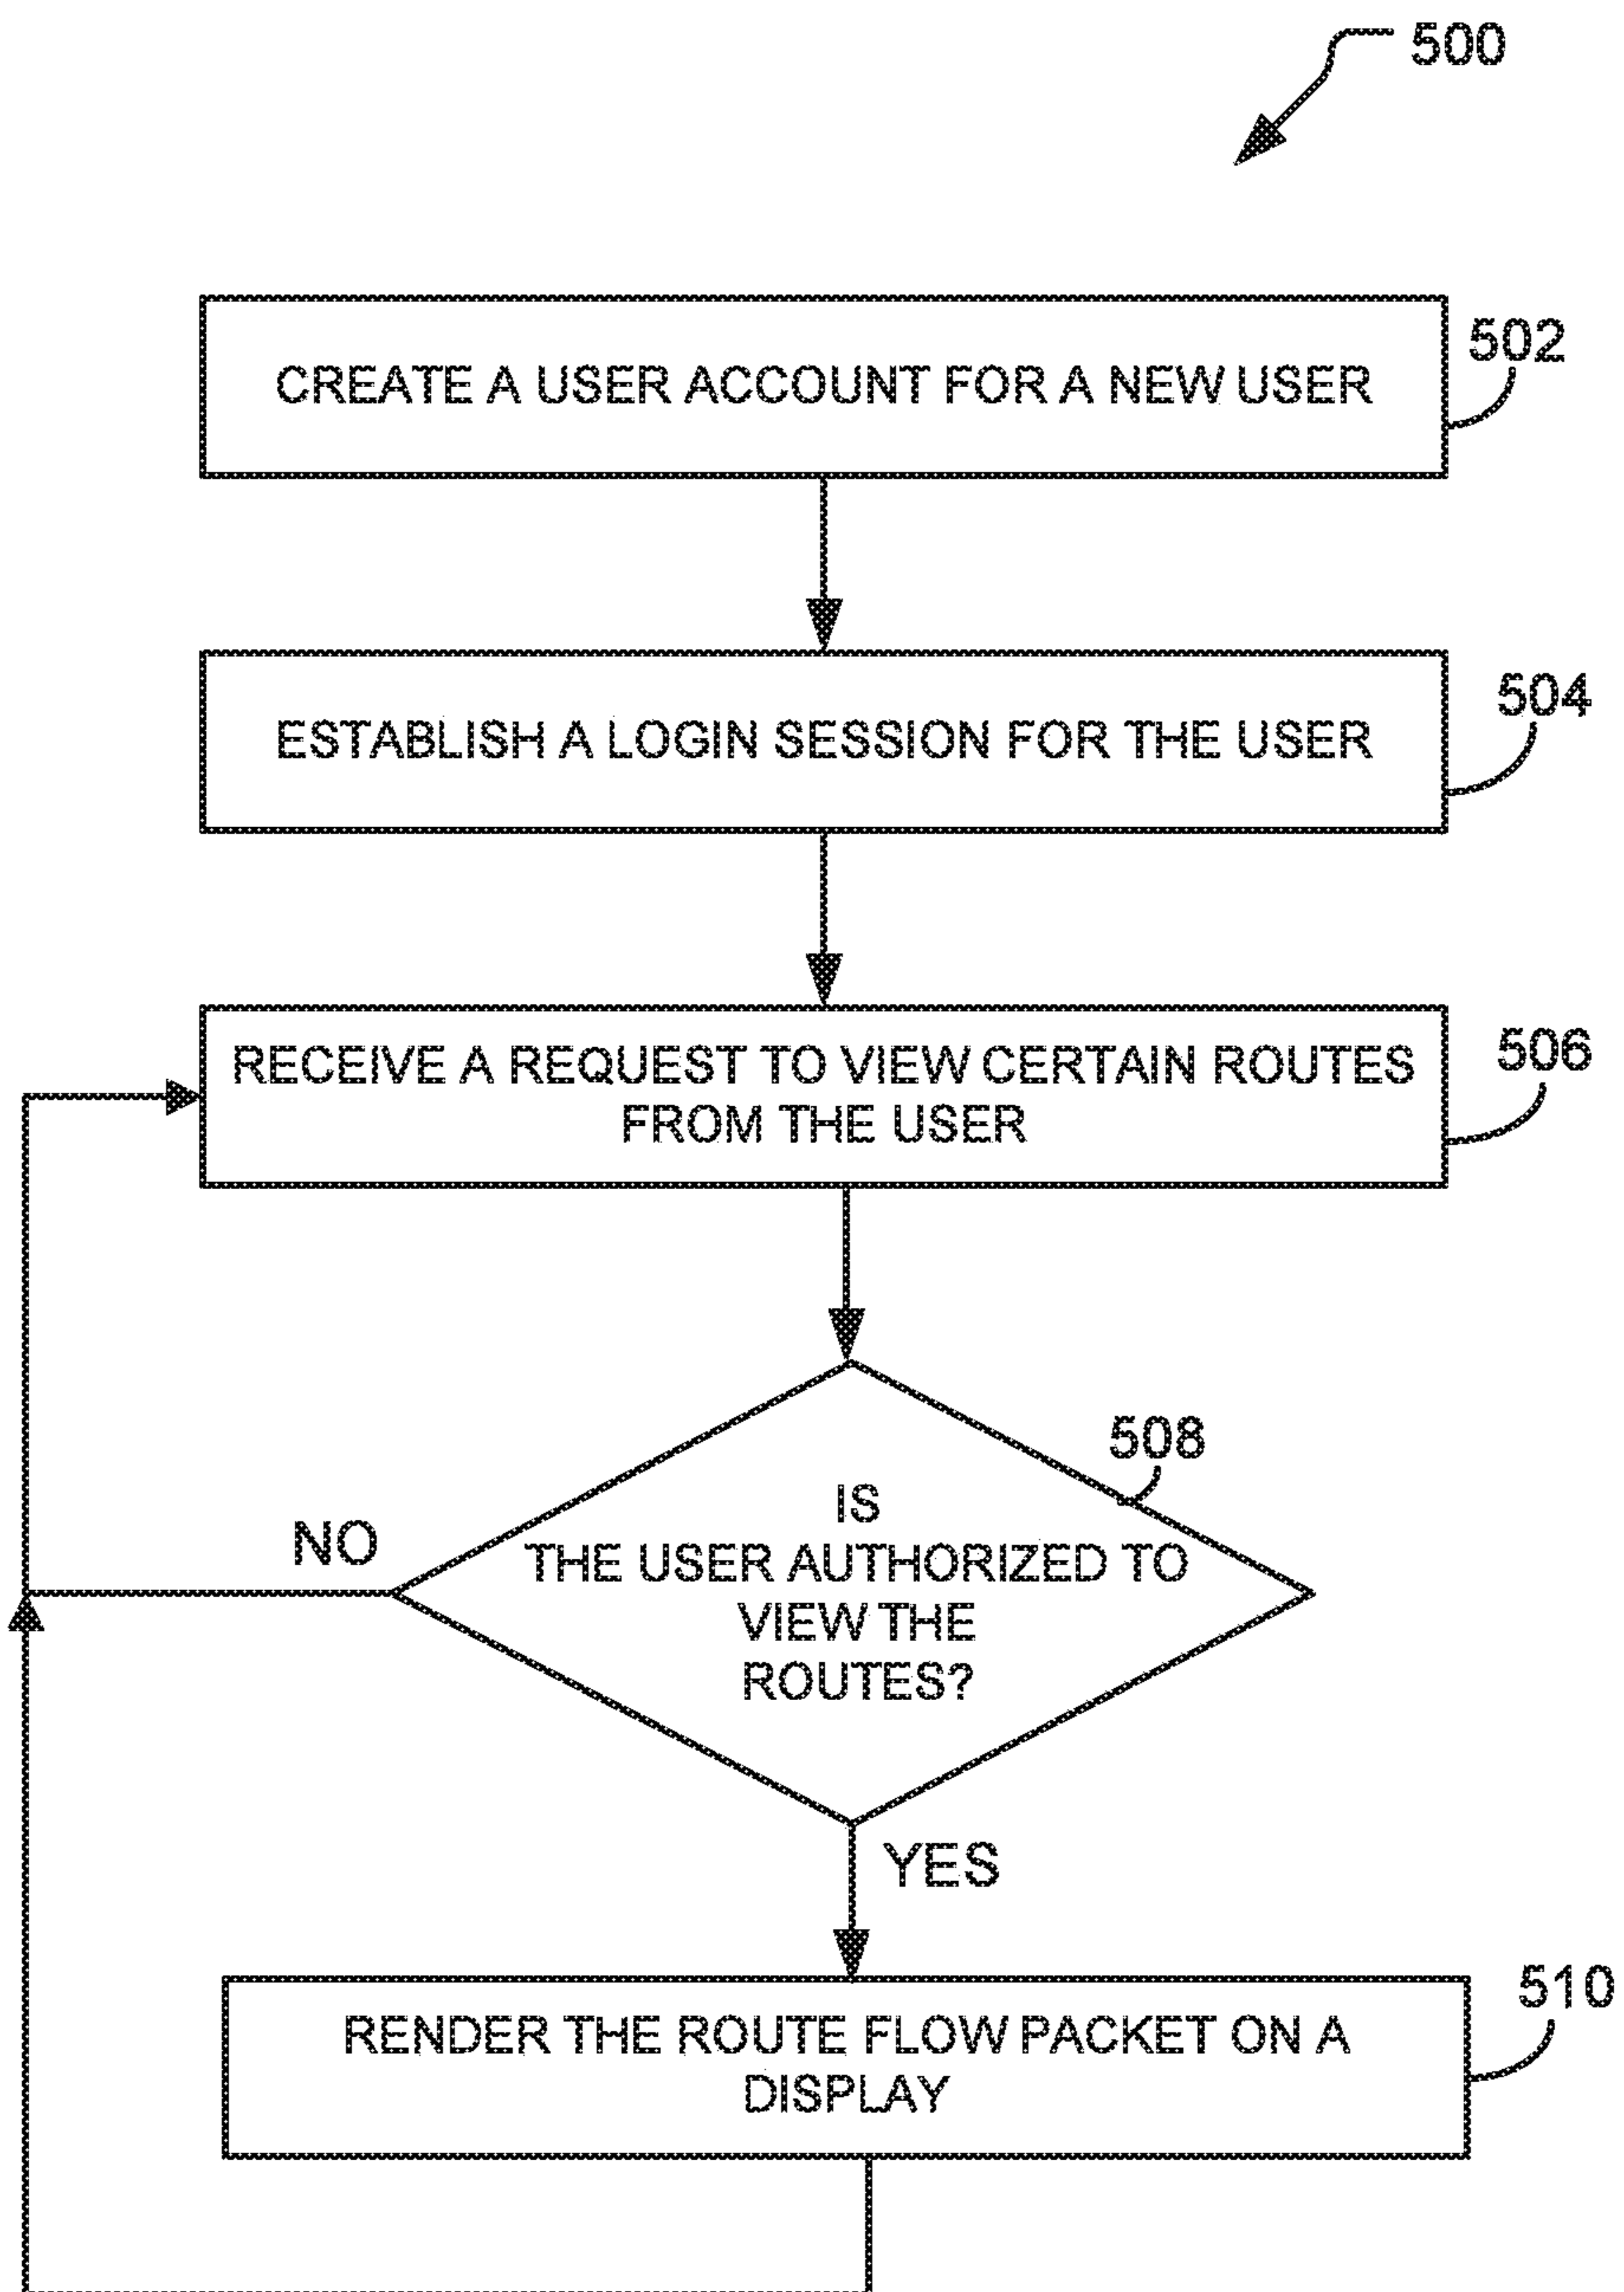 500
CREATE A USER ACCOUNT FOR A NEW USER
502
ESTABLISH A LOGIN SESSION FOR THE USER
504
RECEIVE A REQUEST TO VIEW CERTAIN ROUTES
FROM THE USER
506
508
IS
THE USER AUTHORIZED TO
VIEW THE
ROUTES?
NO
YES
RENDER THE ROUTE FLOW PACKET ON A
DISPLAY
510